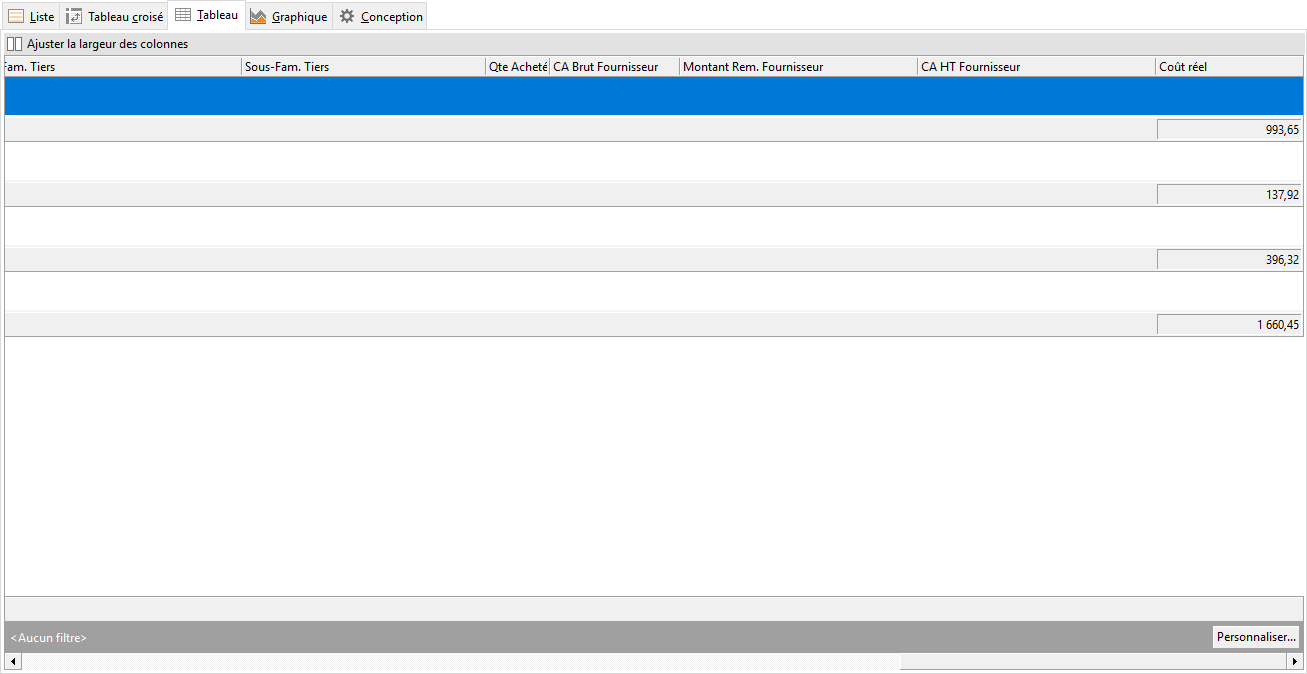 Liste Tableau croisé Tableau Graphique Conception
Ajuster la largeur des colonnes
Fam. Tiers Sous-Fam. Tiers Qte Acheté CA Brut Fournisseur Montant Rem. Fournisseur CA HT Fournisseur Coût réel
993,65
137,92
396,32
1 660,45
<Aucun filtre> Personnaliser...